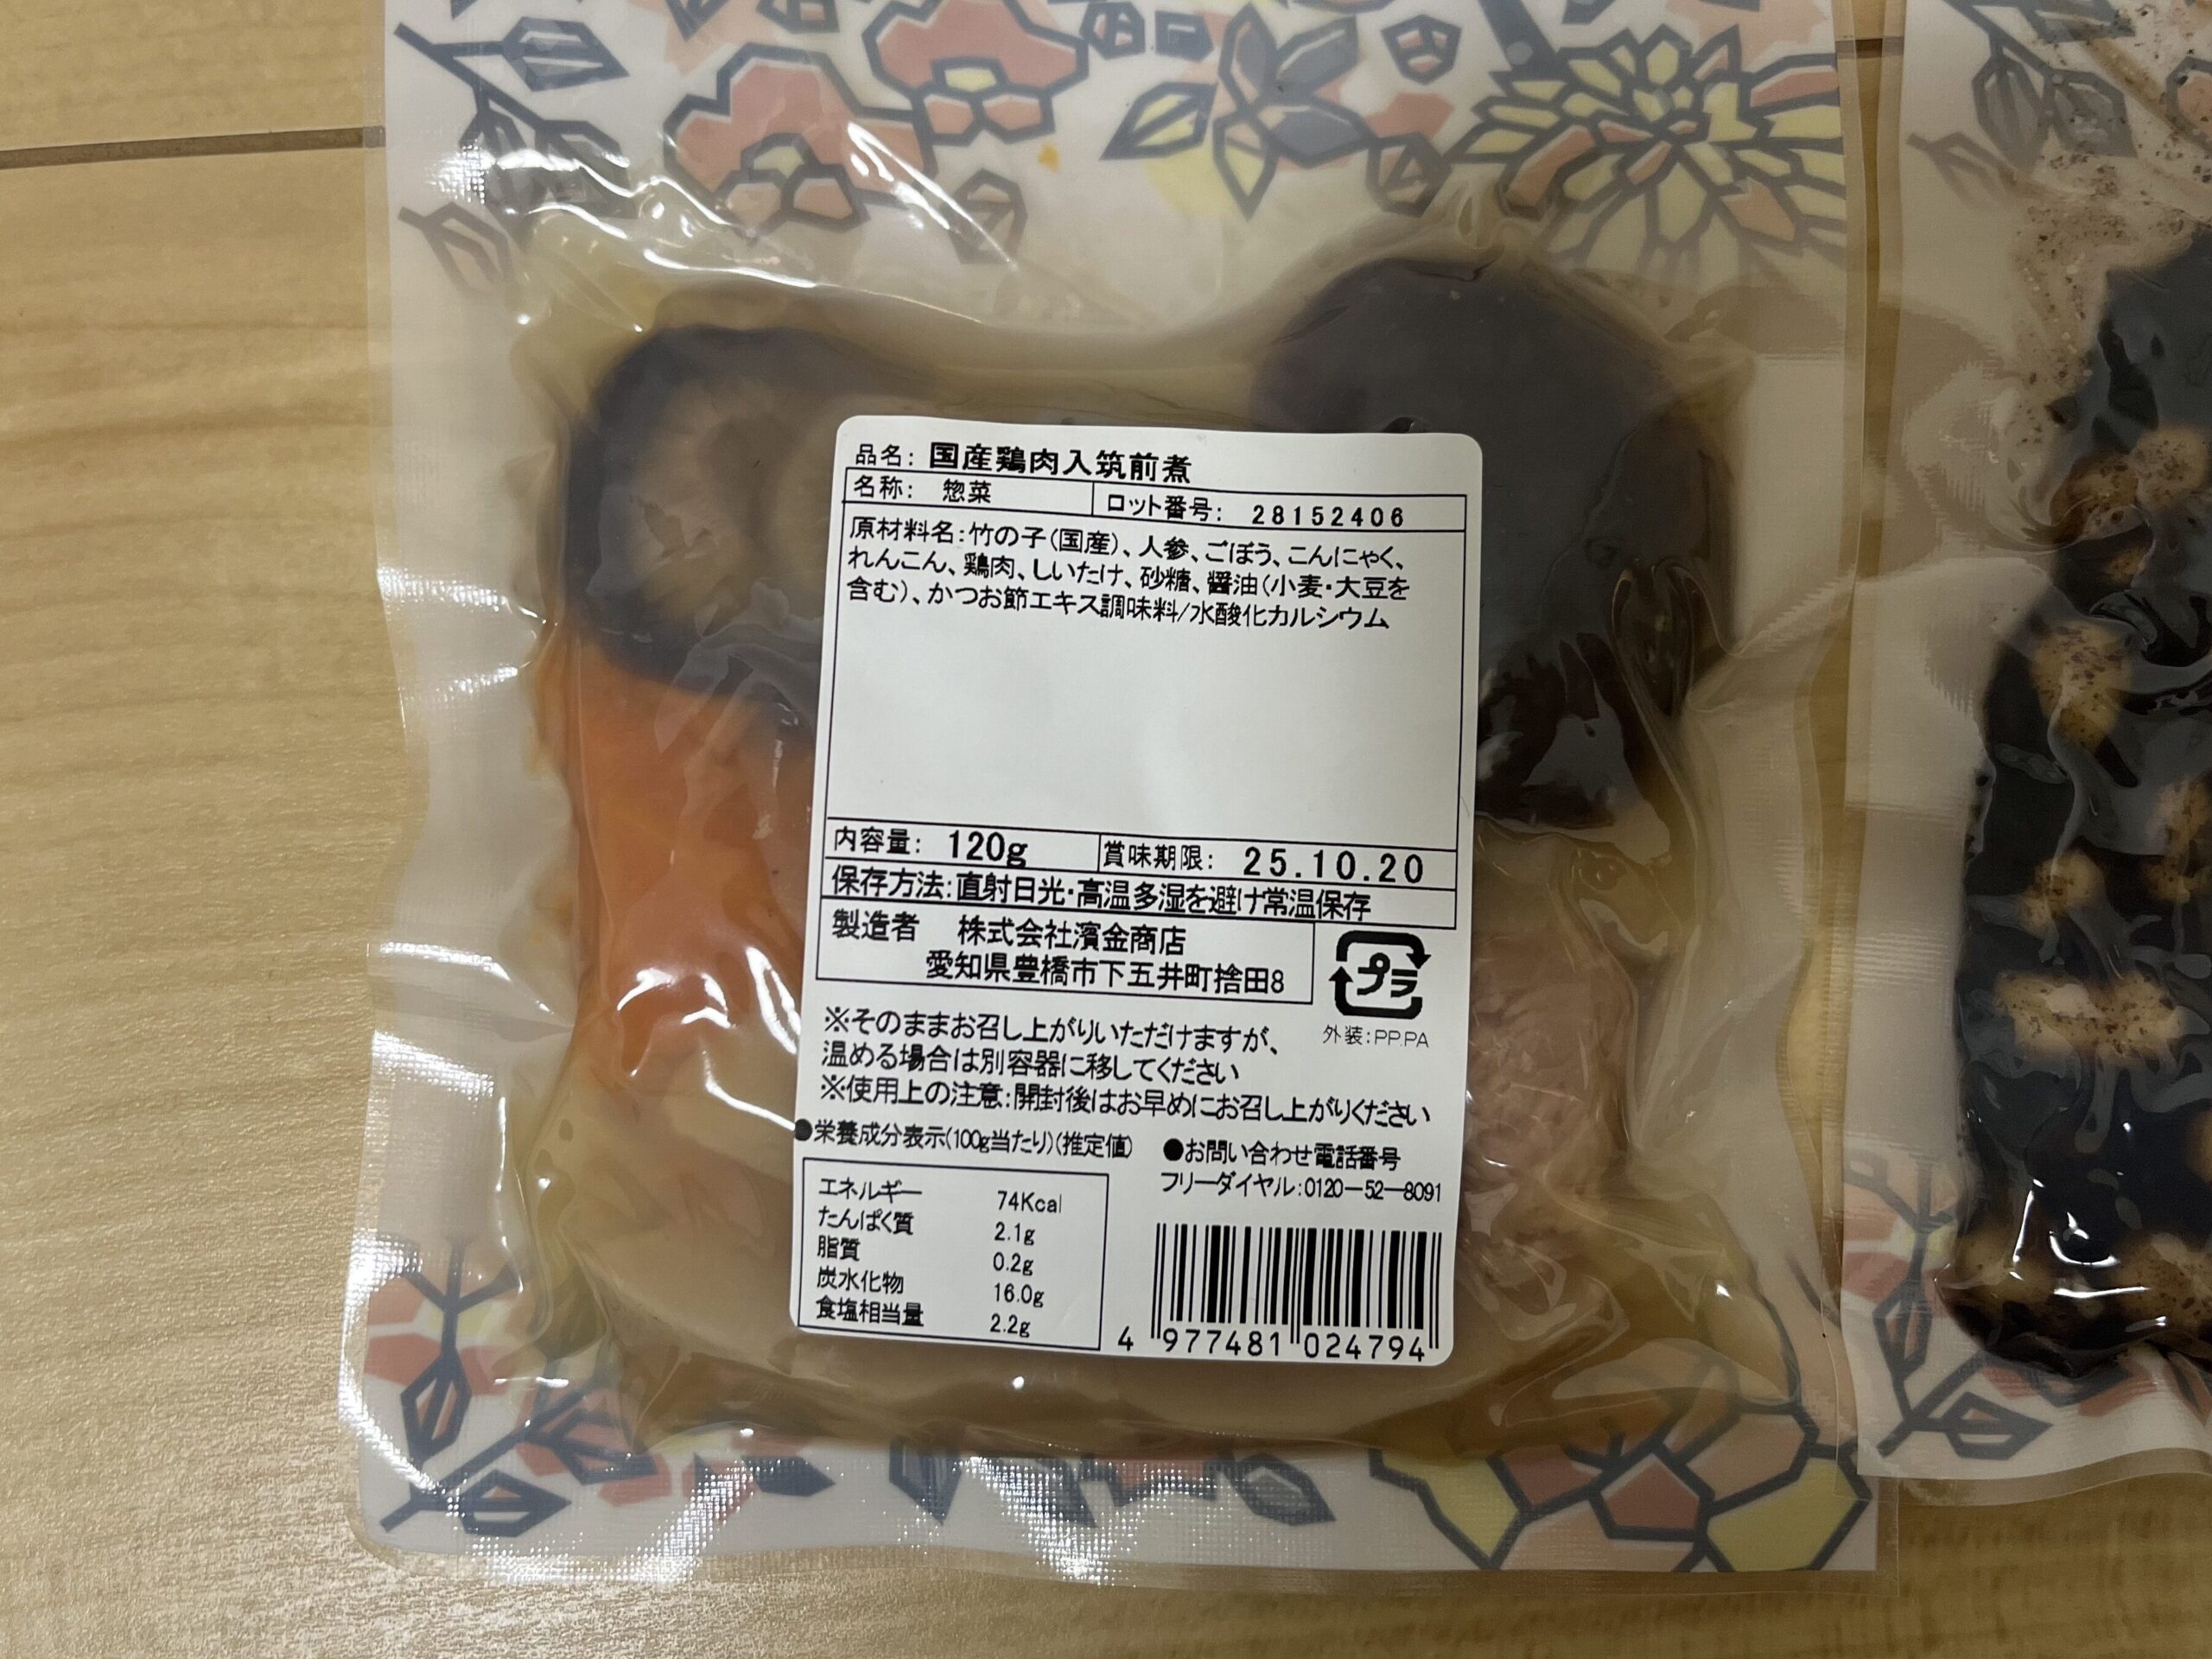 品名: 国産鶏肉入筑前煮
名称: 惣菜 ロット番号: 28152406
原材料名:竹の子(国産)、人参、ごぼう、こんにゃく、
れんこん、鶏肉、しいたけ、砂糖、醤油(小麦・大豆を
含む)、かつお節エキス調味料/水酸化カルシウム
内容量: 120g 賞味期限: 25.10.20
保存方法:直射日光・高温多湿を避け常温保存
製造者 株式会社濱金商店
愛知県豊橋市下五井町捨田8
プラ
外装:PP.PA
※そのままお召し上がりいただけますが、
温める場合は別容器に移してください
※使用上の注意:開封後はお早めにお召し上がりください
●栄養成分表示(100g当たり)(推定値)
エネルギー 74Kcal
たんぱく質 2.1g
脂質 0.2g
炭水化物 16.0g
食塩相当量 2.2g
●お問い合わせ電話番号
フリーダイヤル:0120-52-8091
4 977481 024794